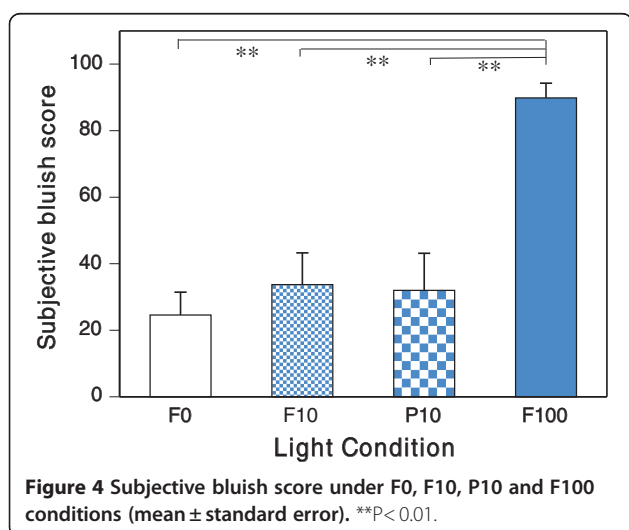 **
**
**
100
80
60
40
20
0
Subjective bluish score
F0 F10 P10 F100
Light Condition
Figure 4 Subjective bluish score under F0, F10, P10 and F100
conditions (mean ± standard error). **P< 0.01.